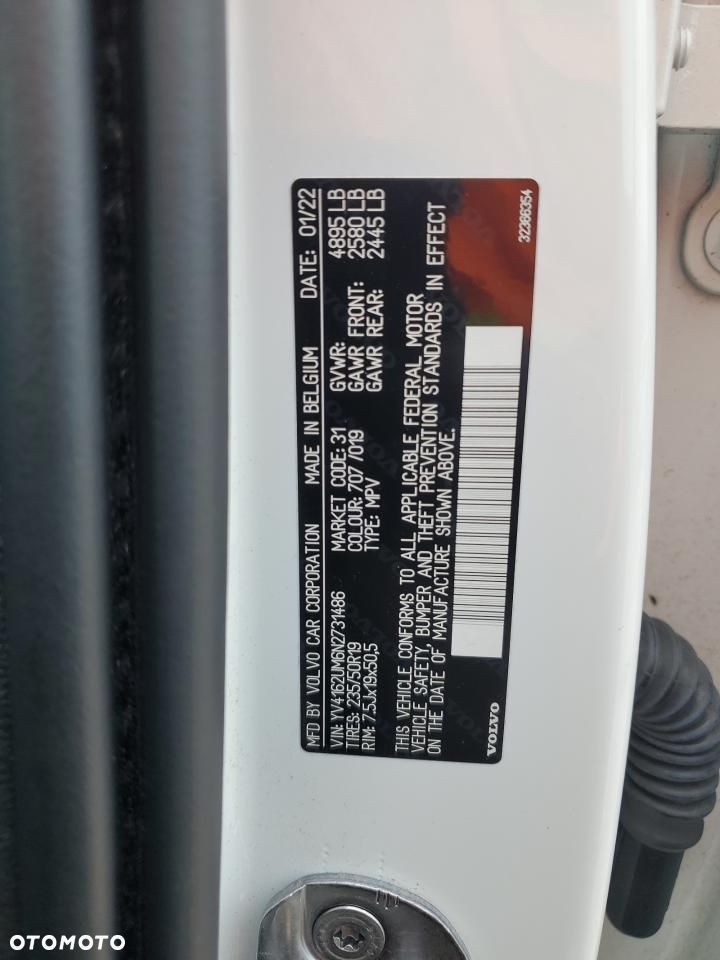 MFD BY VOLVO CAR CORPORATION MADE IN BELGIUM DATE: 01/22
VIN: YV4162UM6N2731486 MARKET CODE: 31 GVWR: 4895 LB
TIRES: 235/50R19 COLOUR: 707 /019 GAWR FRONT: 2580 LB
RIM: 7.5Jx19x50,5 TYPE: MPV GAWR REAR: 2445 LB
THIS VEHICLE CONFORMS TO ALL APPLICABLE FEDERAL MOTOR
VEHICLE SAFETY, BUMPER AND THEFT PREVENTION STANDARDS IN EFFECT
ON THE DATE OF MANUFACTURE SHOWN ABOVE.
VOLVO
32366354
OTOMOTO